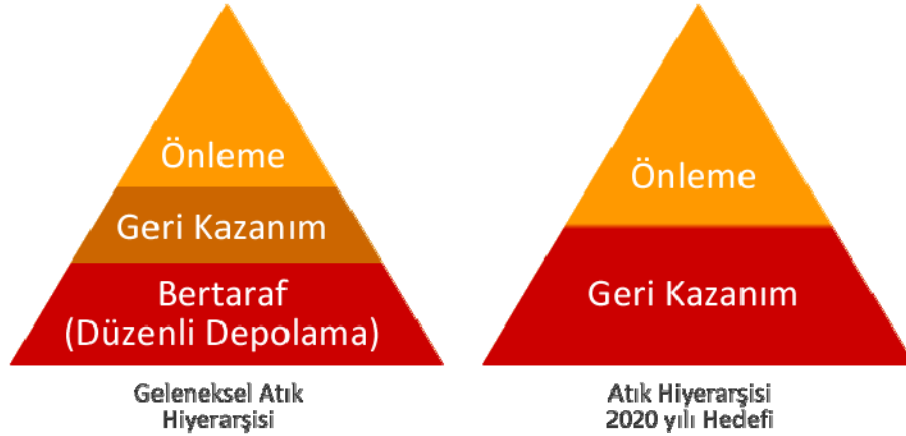 Önleme
Geri Kazanım
Bertaraf
(Düzenli Depolama)
Geleneksel Atık
Hiyerarşisi
Önleme
Geri Kazanım
Atık Hiyerarşisi
2020 yılı Hedefi